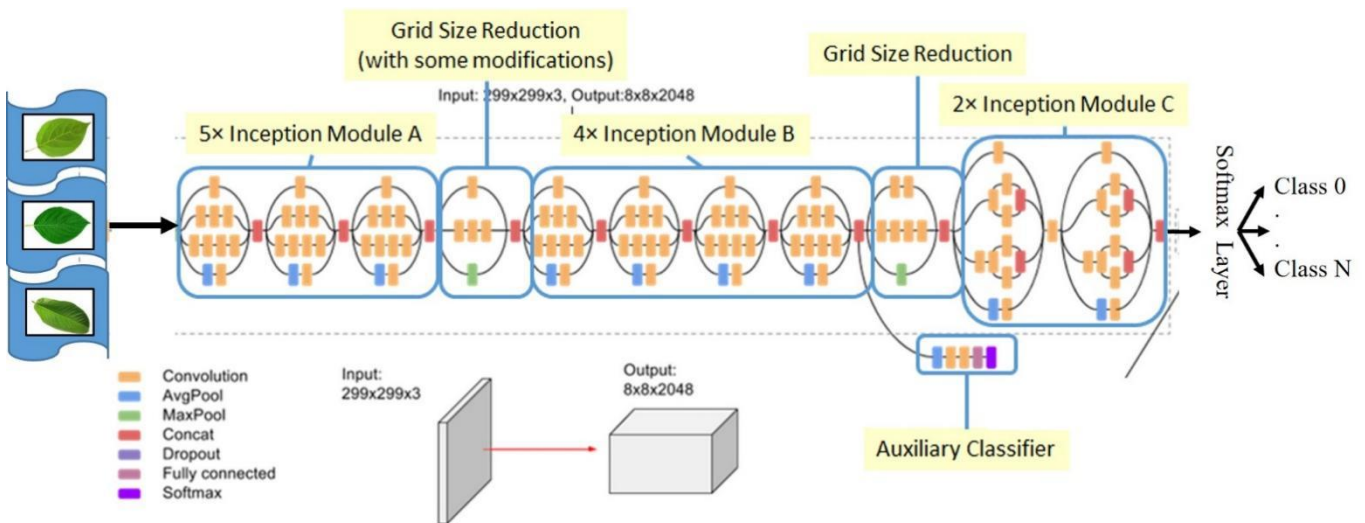 Grid Size Reduction
(with some modifications)
Grid Size Reduction
Input: 299x299x3, Output:8x8x2048
5× Inception Module A
4× Inception Module B
2× Inception Module C
Softmax Layer
Class 0
.
.
Class N
Convolution
AvgPool
MaxPool
Concat
Dropout
Fully connected
Softmax
Input:
299x299x3
Output:
8x8x2048
Auxiliary Classifier